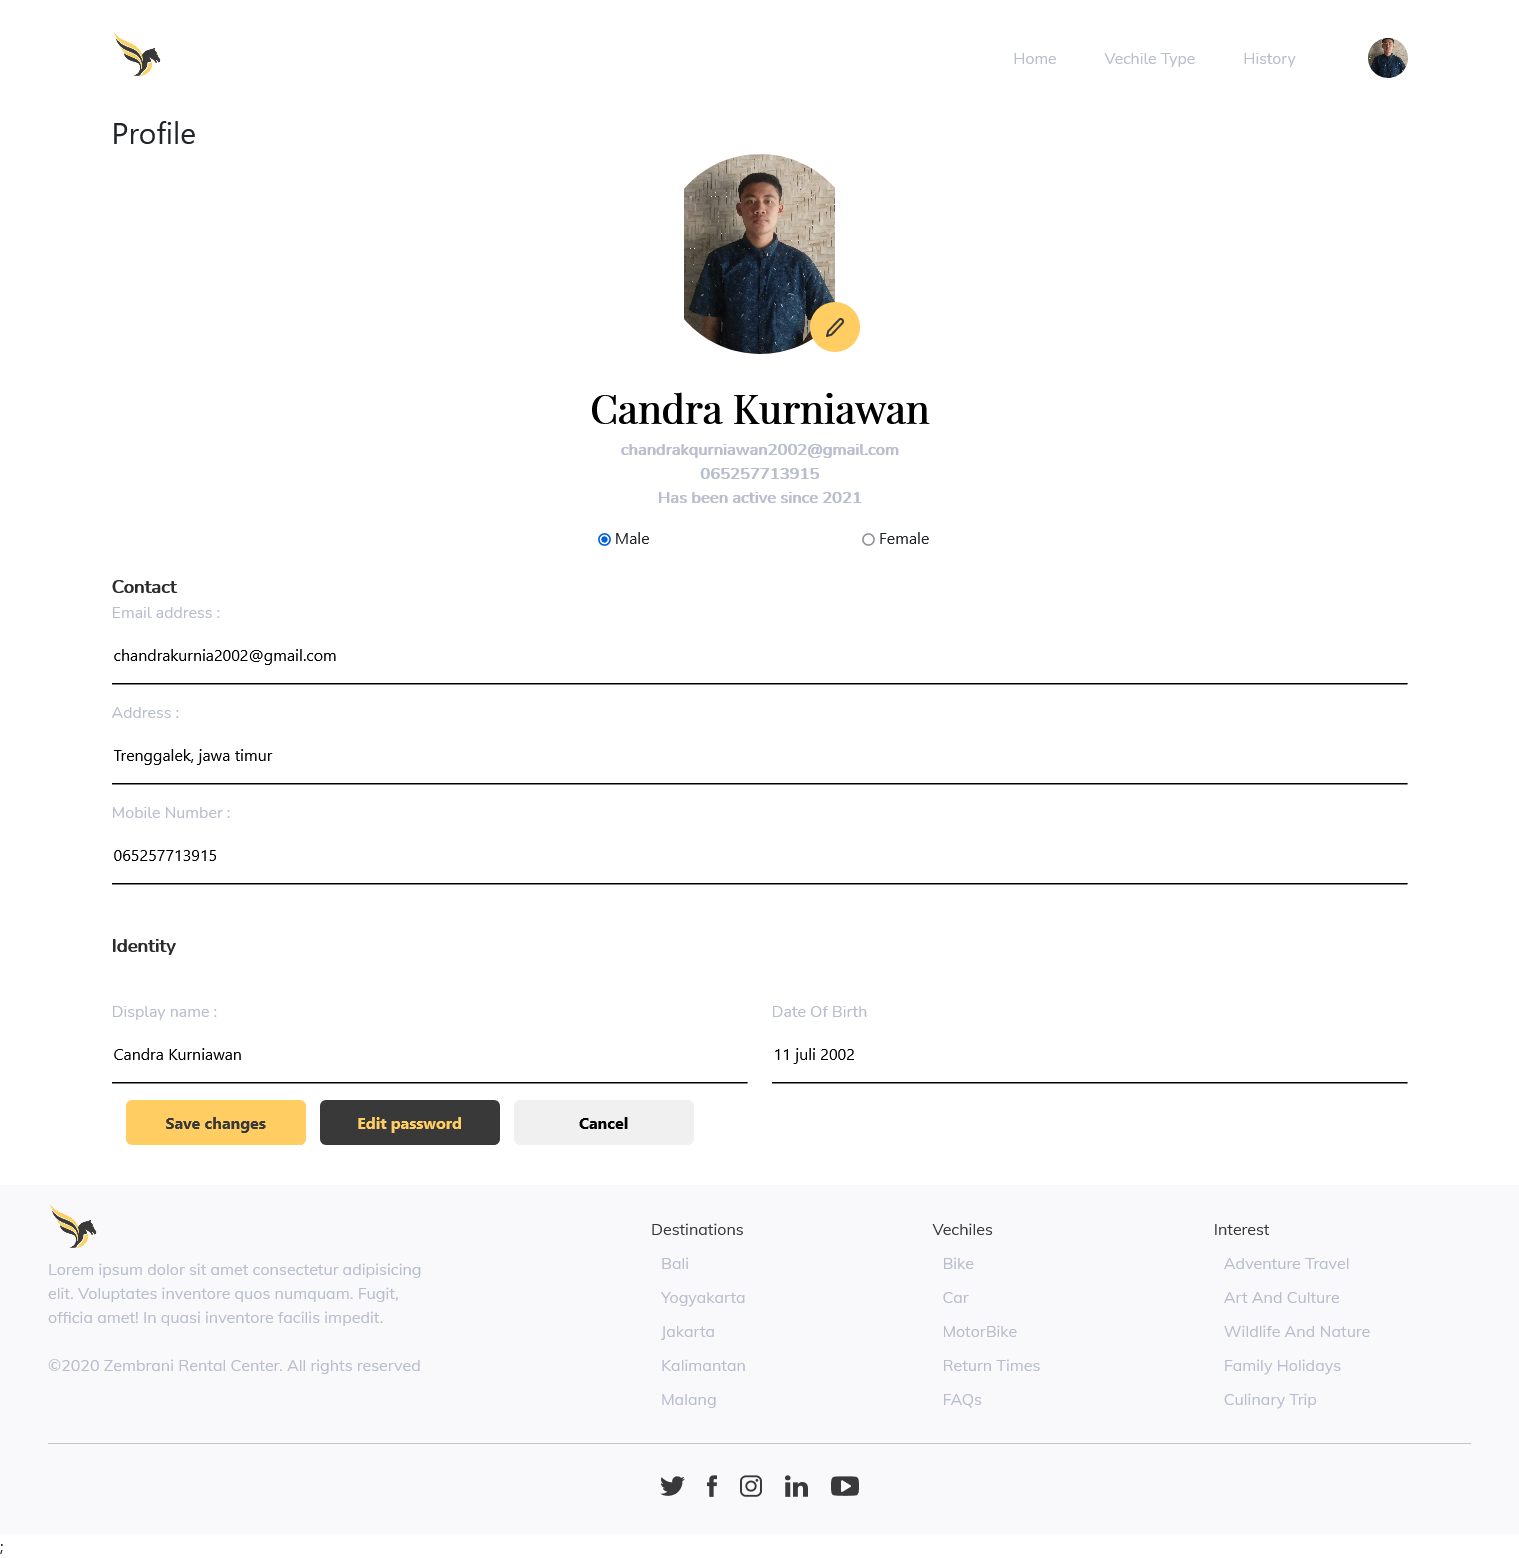 Home Vechile Type History
Profile
Candra Kurniawan
chandrakqurniawan2002@gmail.com
065257713915
Has been active since 2021
Male Female
Contact
Email address :
chandrakurnia2002@gmail.com
Address :
Trenggalek, jawa timur
Mobile Number :
065257713915
Identity
Display name : Date Of Birth
Candra Kurniawan 11 juli 2002
Save changes Edit password Cancel
Destinations Vechiles Interest
Bali Bike Adventure Travel
Lorem ipsum dolor sit amet consectetur adipisicing
elit. Voluptates inventore quos numquam. Fugit,
officia amet! In quasi inventore facilis impedit.
Yogyakarta Car Art And Culture
Jakarta MotorBike Wildlife And Nature
©2020 Zembrani Rental Center. All rights reserved
Kalimantan Return Times Family Holidays
Malang FAQs Culinary Trip
;